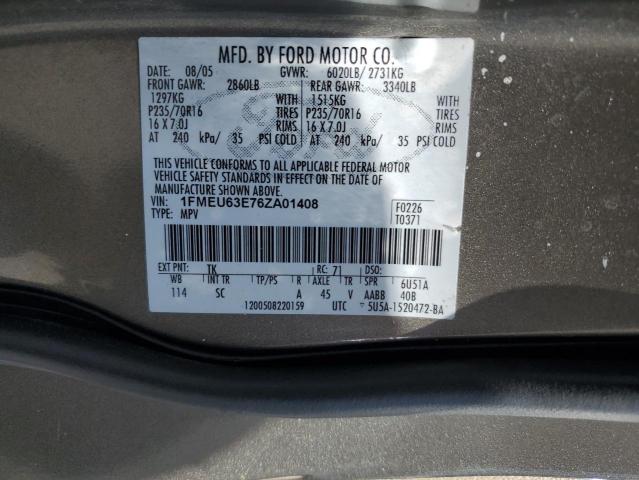 MFD. BY FORD MOTOR CO.
DATE: 08/05 GVWR: 6020LB/ 2731KG
FRONT GAWR: 2860LB REAR GAWR: 3340LB
1297KG WITH 1515KG WITH
P235/70R16 TIRES P235/70R16 TIRES
16 X 7.0J RIMS 16 X 7.0J RIMS
AT 240 kPa/ 35 PSI COLD AT 240 kPa/ 35 PSI COLD
THIS VEHICLE CONFORMS TO ALL APPLICABLE FEDERAL MOTOR
VEHICLE SAFETY STANDARDS IN EFFECT ON THE DATE OF
MANUFACTURE SHOWN ABOVE.
VIN: 1FMEU63E76ZA01408 F0226
TYPE: MPV T0371
EXT PNT: TK RC: 71 DSO:
WB INT TR TP/PS R AXLE TR SPR 6U51A
114 SC A 45 V AABB 40B
1200508220159 UTC 5U5A-1520472-BA